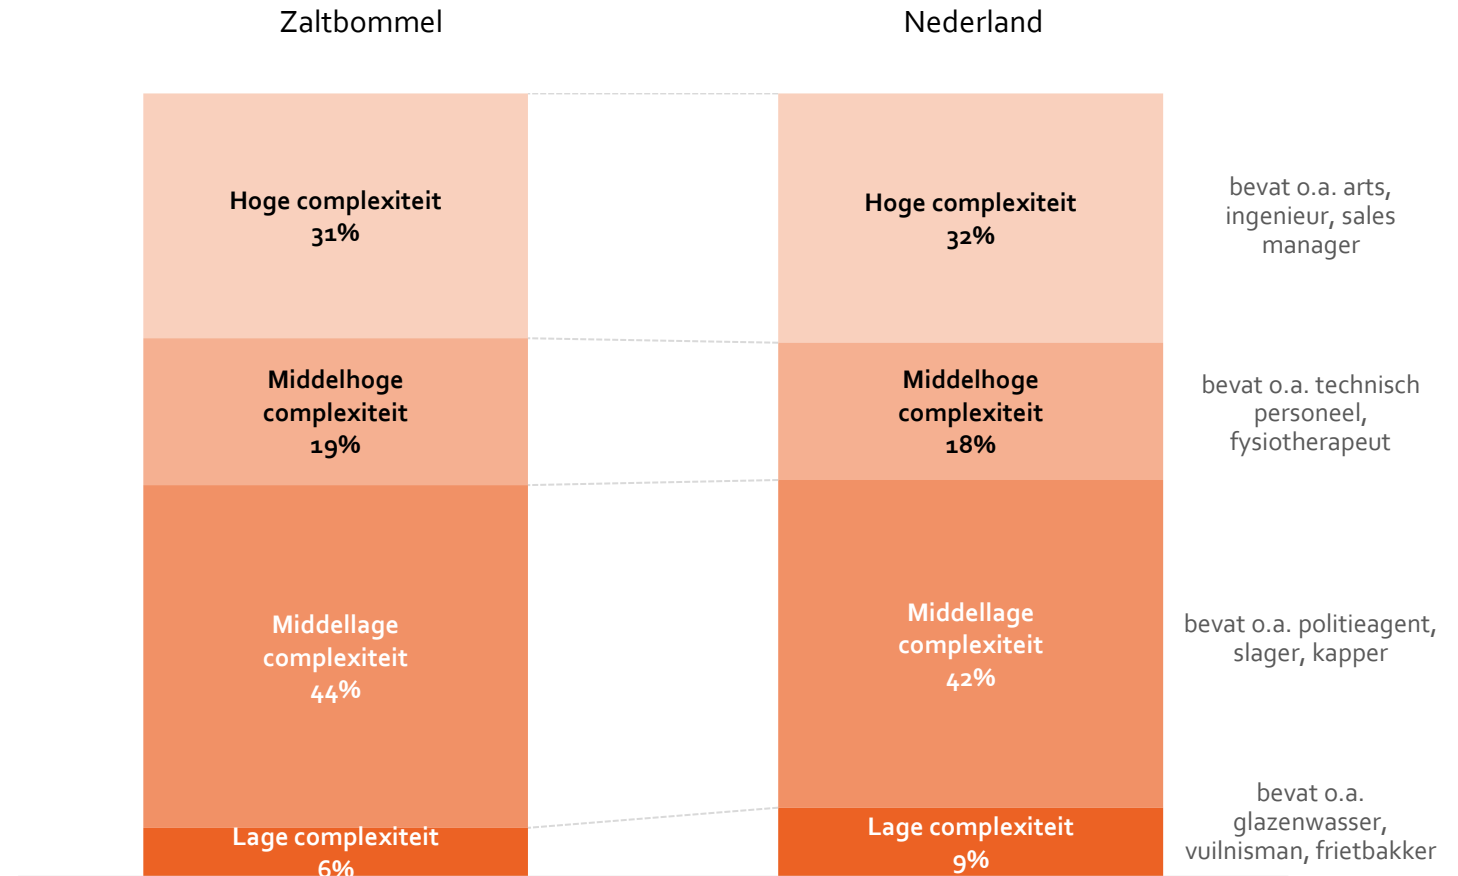 Zaltbommel
Nederland
Hoge complexiteit
31%
Hoge complexiteit
32%
bevat o.a. arts,
ingenieur, sales
manager
Middelhoge
complexiteit
19%
Middelhoge
complexiteit
18%
bevat o.a. technisch
personeel,
fysiotherapeut
Middellage
complexiteit
44%
Middellage
complexiteit
42%
bevat o.a. politieagent,
slager, kapper
Lage complexiteit
6%
Lage complexiteit
9%
bevat o.a.
glazenwasser,
vuilnisman, frietbakker